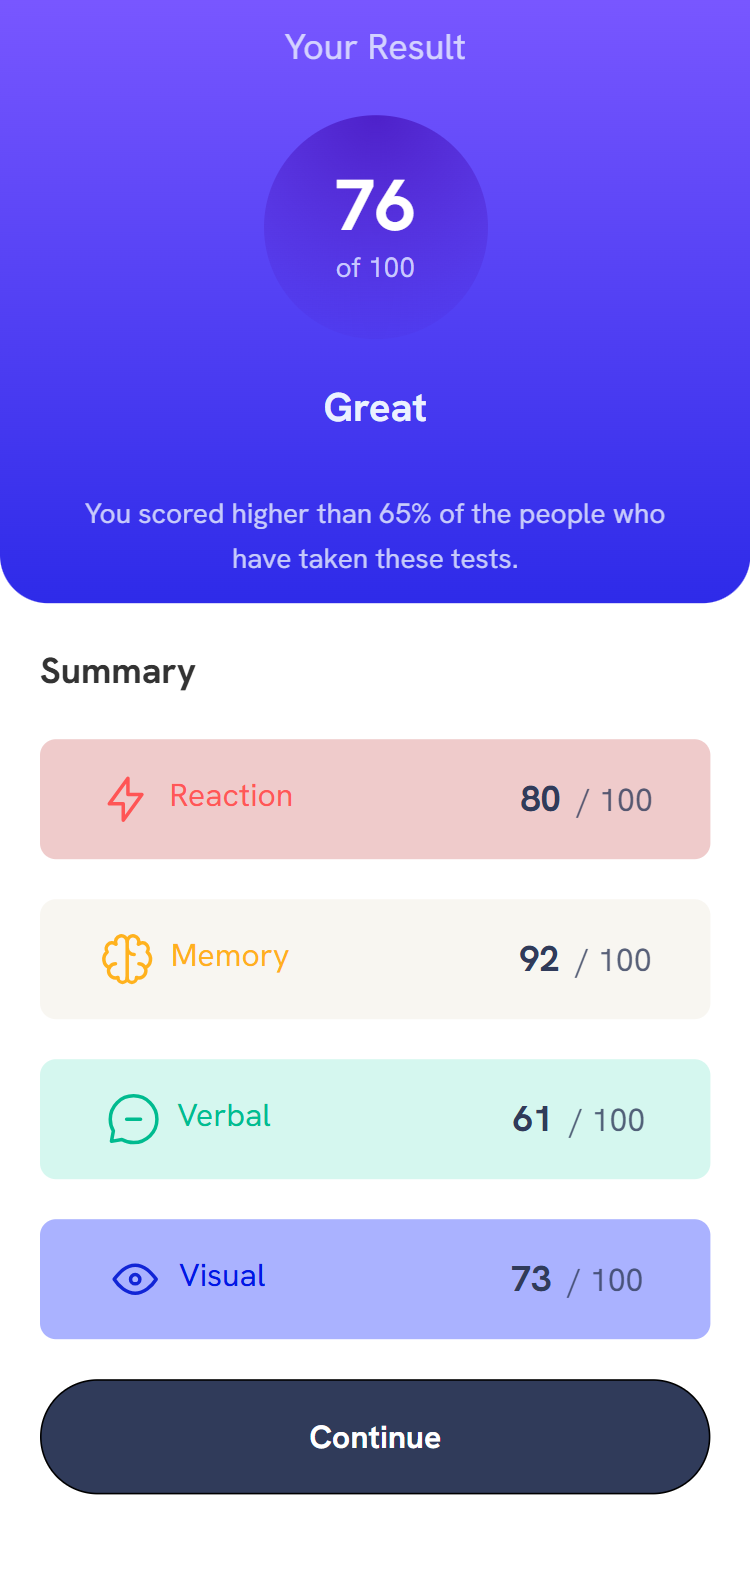 Your Result
76
of 100
Great
You scored higher than 65% of the people who
have taken these tests.
Summary
Reaction 80 / 100
Memory 92 / 100
Verbal 61 / 100
Visual 73 / 100
Continue